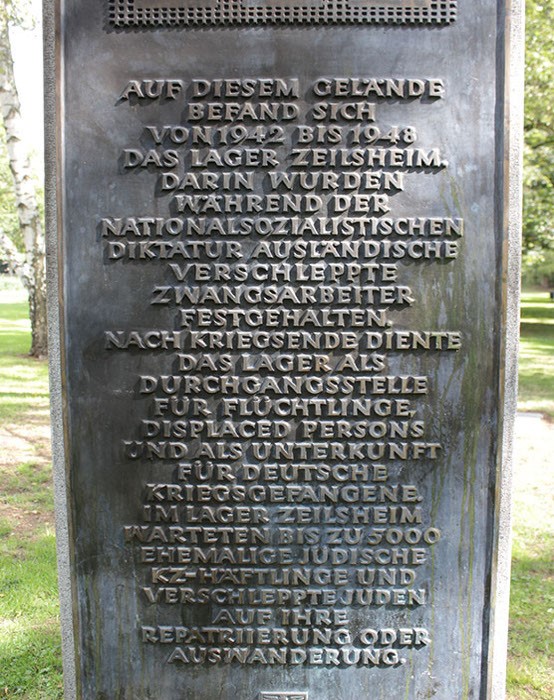 AUF DIESEM GELÄNDE
BEFAND SICH
VON 1942 BIS 1948
DAS LAGER ZEILSHEIM.
DARIN WURDEN
WÄHREND DER
NATIONALSOZIALISTISCHEN
DIKTATUR AUSLÄNDISCHE
VERSCHLEPPTE
ZWANGSARBEITER
FESTGEHALTEN.
NACH KRIEGSENDE DIENTE
DAS LAGER ALS
DURCHGANGSSTELLE
FÜR FLÜCHTLINGE,
DISPLACED PERSONS
UND ALS UNTERKUNFT
FÜR DEUTSCHE
KRIEGSGEFANGENE.
IM LAGER ZEILSHEIM
WARTETEN BIS ZU 5000
EHEMALIGE JÜDISCHE
KZ-HÄFTLINGE UND
VERSCHLEPPTE JUDEN
AUF IHRE
REPATRIIERUNG ODER
AUSWANDERUNG.